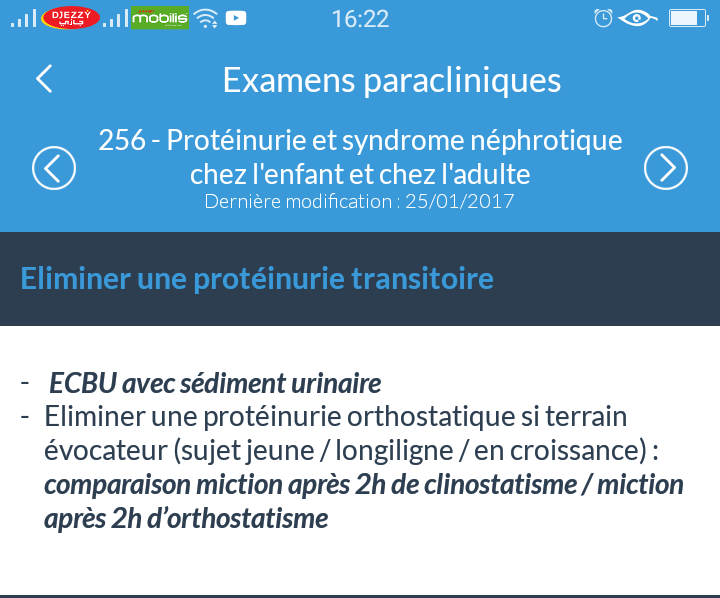 DJEZZY
جازي
mobilis
16:22
Examens paracliniques
256 - Protéinurie et syndrome néphrotique
chez l'enfant et chez l'adulte
Dernière modification : 25/01/2017
Eliminer une protéinurie transitoire
- ECBU avec sédiment urinaire
- Eliminer une protéinurie orthostatique si terrain
évocateur (sujet jeune / longiligne / en croissance) :
comparaison miction après 2h de clinostatisme / miction
après 2h d'orthostatisme